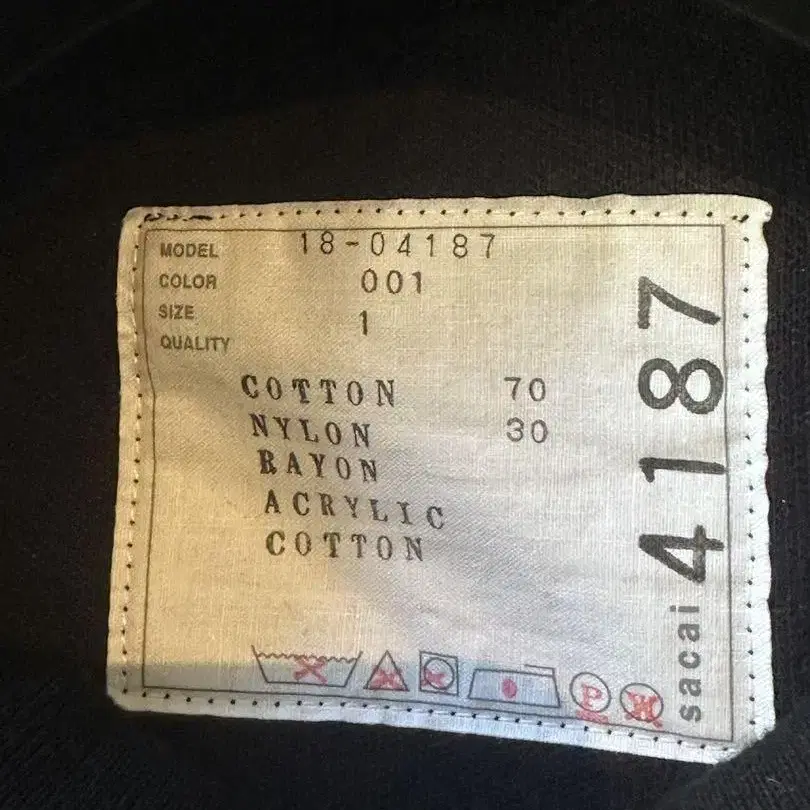 MODEL 18-04187
COLOR 001
SIZE 1
QUALITY
COTTON 70
NYLON 30
RAYON
ACRYLIC
COTTON
P
W
sacai 4187